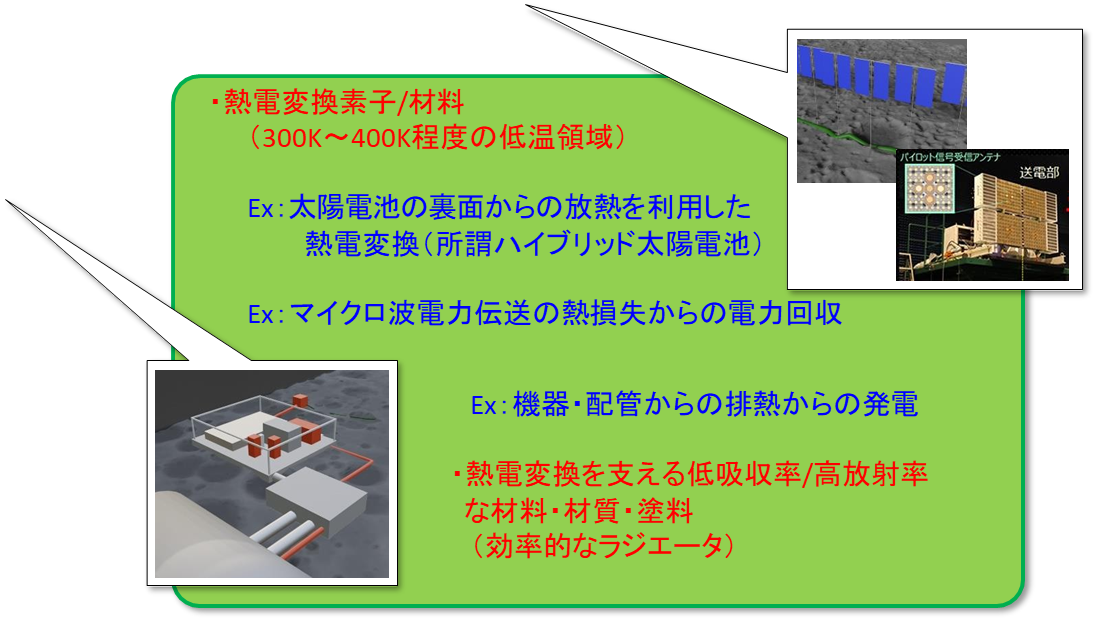 ・熱電変換素子/材料
（300K～400K程度の低温領域）
Ex：太陽電池の裏面からの放熱を利用した
熱電変換（所謂ハイブリッド太陽電池）
Ex：マイクロ波電力伝送の熱損失からの電力回収
Ex：機器・配管からの排熱からの発電
・熱電変換を支える低吸収率/高放射率
な材料・材質・塗料
（効率的なラジエータ）
パイロット信号受信アンテナ
送電部